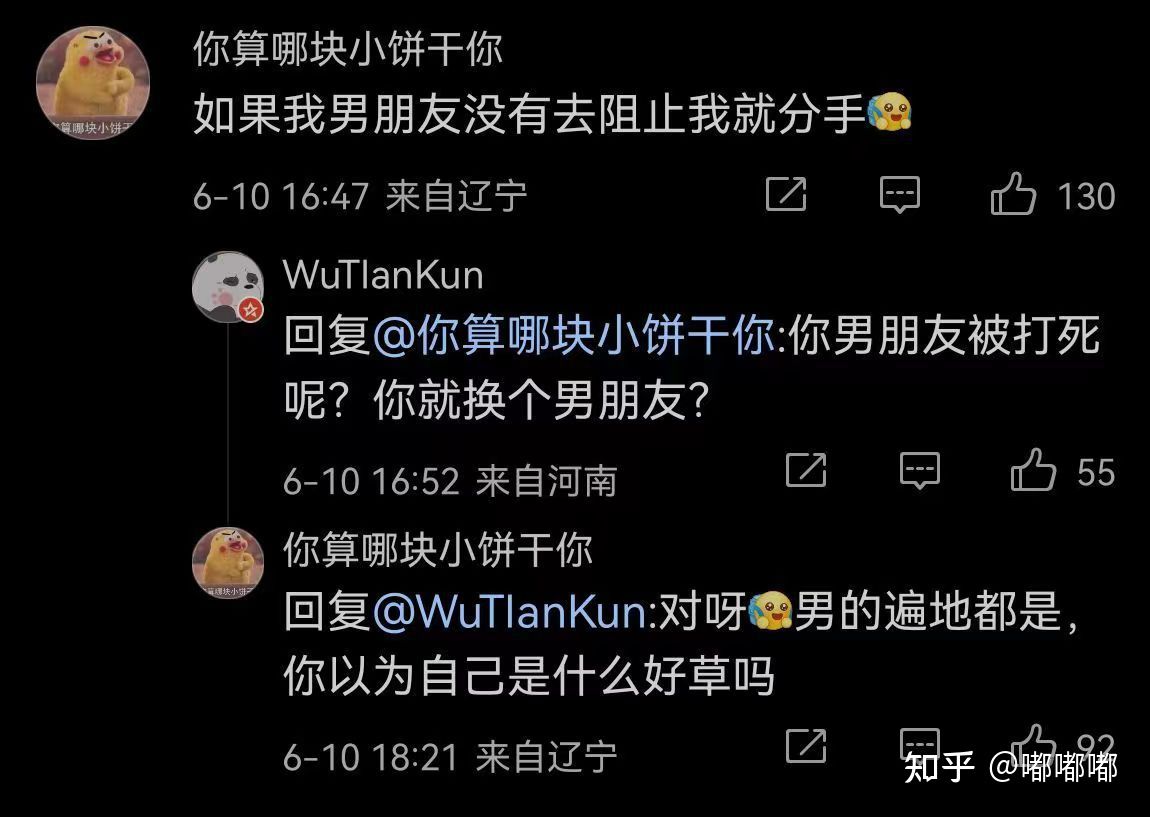 你算哪块小饼干你
如果我男朋友没有去阻止我就分手
6-10 16:47 来自辽宁
130
WuTIanKun
回复@你算哪块小饼干你:你男朋友被打死
呢？你就换个男朋友？
6-10 16:52 来自河南
55
你算哪块小饼干你
回复@WuTIanKun:对呀男的遍地都是，
你以为自己是什么好草吗
6-10 18:21 来自辽宁
92
知乎 @嘟嘟嘟